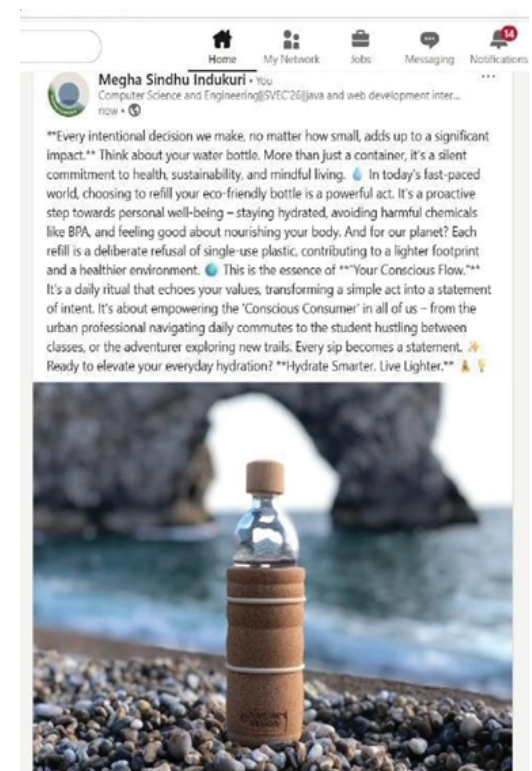 14
Home My Network Jobs Messaging Notifications
Megha Sindhu Indukuri • You
Computer Science and Engineering||SVEC'26||java and web development inter...
now •
**Every intentional decision we make, no matter how small, adds up to a significant
impact.** Think about your water bottle. More than just a container, it's a silent
commitment to health, sustainability, and mindful living. 💧 In today's fast-paced
world, choosing to refill your eco-friendly bottle is a powerful act. It's a proactive
step towards personal well-being – staying hydrated, avoiding harmful chemicals
like BPA, and feeling good about nourishing your body. And for our planet? Each
refill is a deliberate refusal of single-use plastic, contributing to a lighter footprint
and a healthier environment. 🌍 This is the essence of **"Your Conscious Flow."**
It's a daily ritual that echoes your values, transforming a simple act into a statement
of intent. It's about empowering the 'Conscious Consumer' in all of us – from the
urban professional navigating daily commutes to the student hustling between
classes, or the adventurer exploring new trails. Every sip becomes a statement. ✨
Ready to elevate your everyday hydration? **Hydrate Smarter. Live Lighter.**